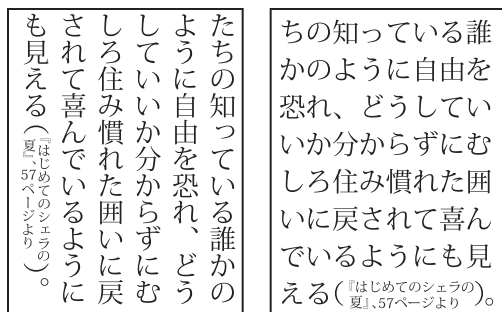 たちの知っている誰かの
ように自由を恐れ、どう
していいか分からずにむ
しろ住み慣れた囲いに戻
されて喜んでいるように
も見える(『はじめてのシェラの夏』、57ページより)。
ちの知っている誰
かのように自由を
恐れ、どうしてい
いか分からずにむ
しろ住み慣れた囲
いに戻されて喜ん
でいるようにも見
える(『はじめてのシェラの夏』、57ページより)。